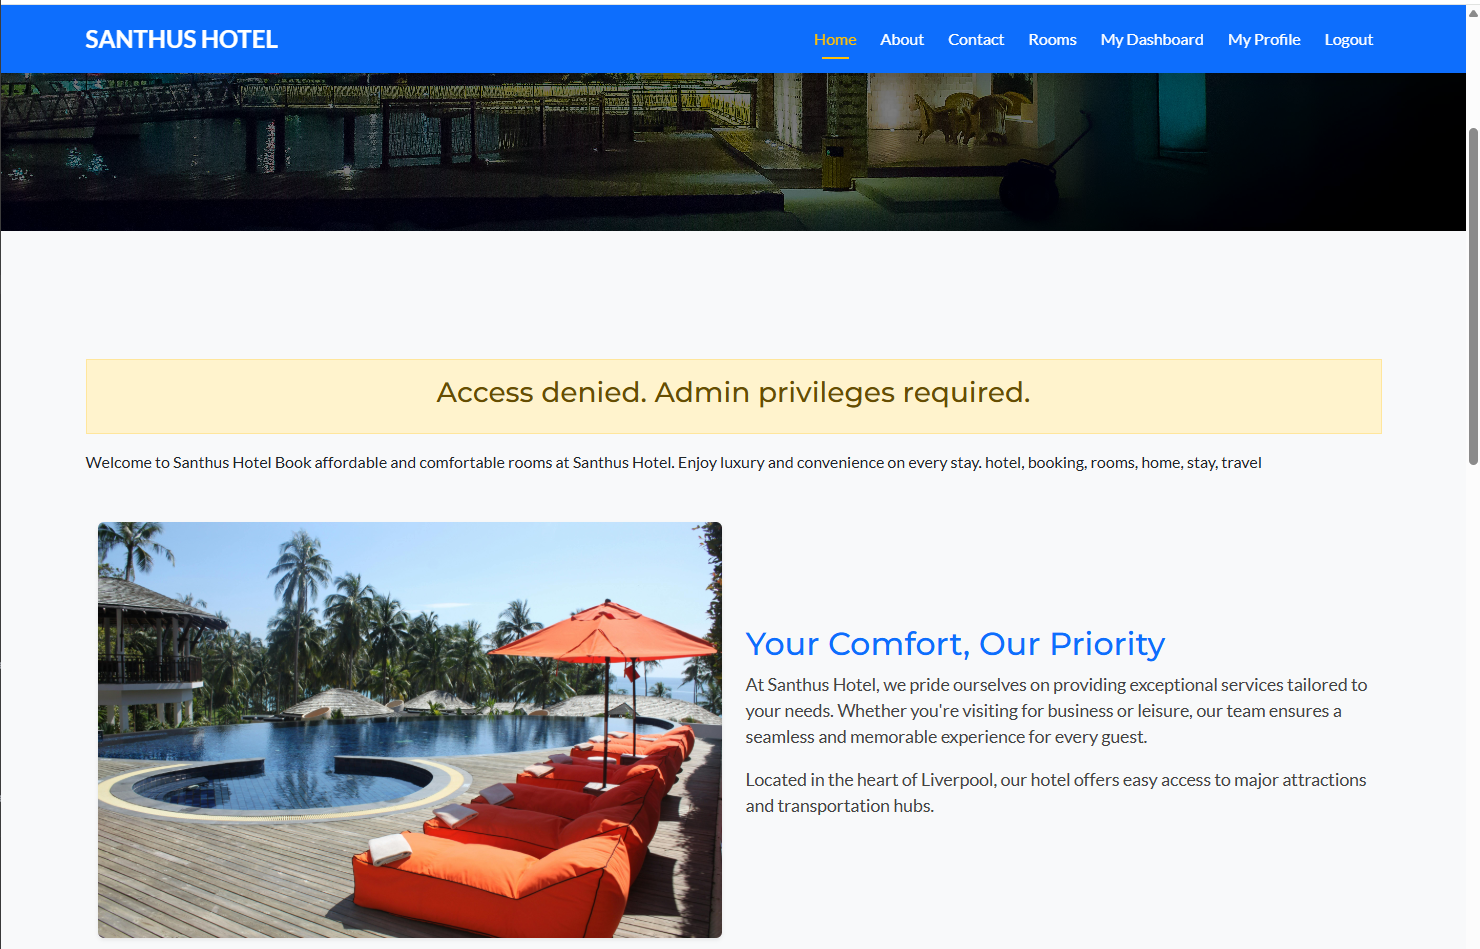 SANTHUS HOTEL
Home About Contact Rooms My Dashboard My Profile Logout
Access denied. Admin privileges required.
Welcome to Santhus Hotel Book affordable and comfortable rooms at Santhus Hotel. Enjoy luxury and convenience on every stay. hotel, booking, rooms, home, stay, travel
Your Comfort, Our Priority
At Santhus Hotel, we pride ourselves on providing exceptional services tailored to
your needs. Whether you're visiting for business or leisure, our team ensures a
seamless and memorable experience for every guest.
Located in the heart of Liverpool, our hotel offers easy access to major attractions
and transportation hubs.